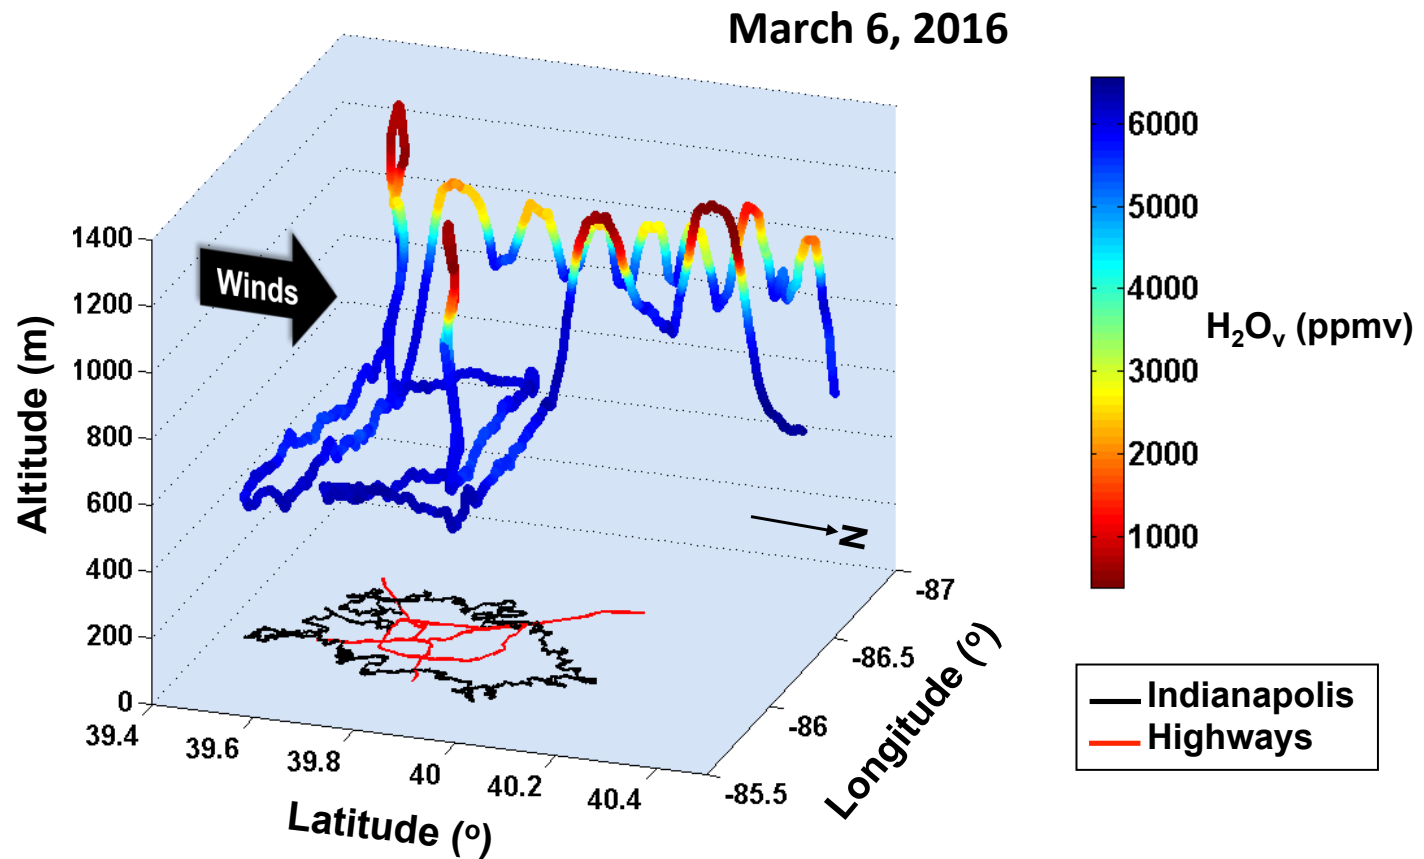 March 6, 2016
Winds
Altitude (m)
1400
1200
1000
800
600
400
200
0
39.4
39.6
39.8
40
40.2
40.4
Latitude (º)
-87
-86.5
-86
-85.5
Longitude (º)
N
6000
5000
4000
3000
2000
1000
H₂Oᵥ (ppmv)
Indianapolis
Highways